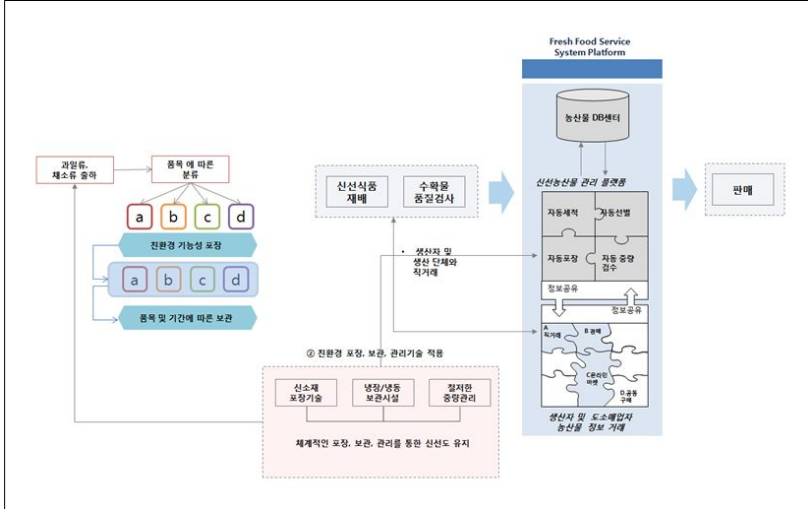 Fresh Food Service
System Platform
농산물 DB센터
신선농산물 관리 플랫폼
과일류,
채소류 출하
품목 에 따른
분류
a b c d
친환경 기능성 포장
a b c d
품목 및 기간에 따른 보관
신선식품
재배
수확물
품질검사
판매
자동세척
자동선별
자동포장
자동 중량
검수
• 생산자 및
생산 단체와
직거래
정보공유
정보공유
A
직거래
B 경매
C온라인
마켓
D.공동
구매
생산자 및 도소매업자
농산물 정보 거래
② 친환경 포장, 보관, 관리기술 적용
신소재
포장기술
냉장/냉동
보관시설
철저한
중량관리
체계적인 포장, 보관, 관리를 통한 신선도 유지